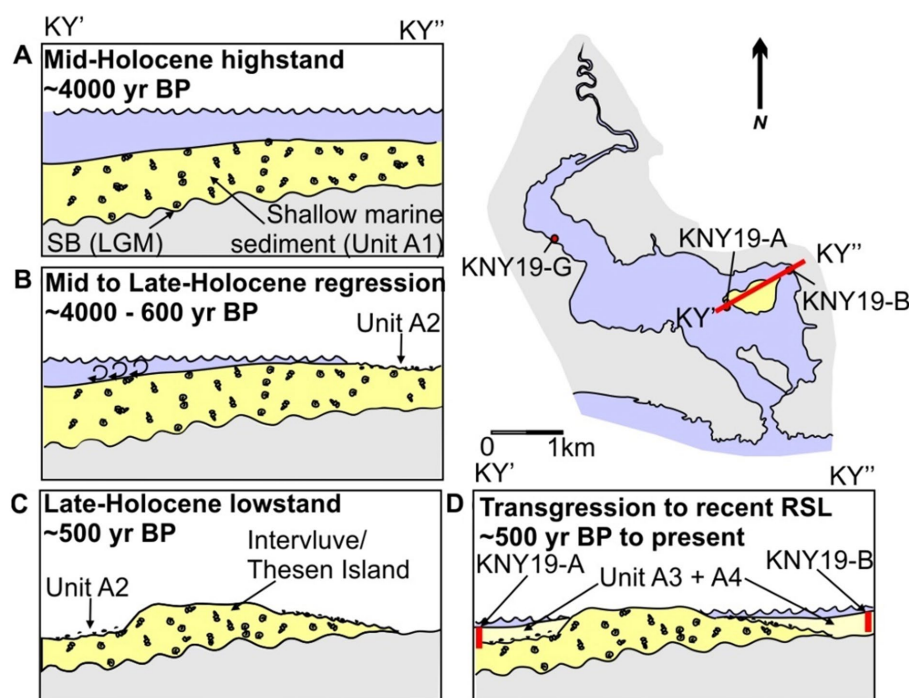 KY'
KY''
A
Mid-Holocene highstand
~4000 yr BP
SB (LGM)
Shallow marine
sediment (Unit A1)
B
Mid to Late-Holocene regression
~4000 - 600 yr BP
Unit A2
C
Late-Holocene lowstand
~500 yr BP
Unit A2
Intervluve/
Thesen Island
N
KNY19-G
KNY19-A
KY''
KY'
KNY19-B
0
1km
KY'
KY''
D
Transgression to recent RSL
~500 yr BP to present
KNY19-A
KNY19-B
Unit A3 + A4